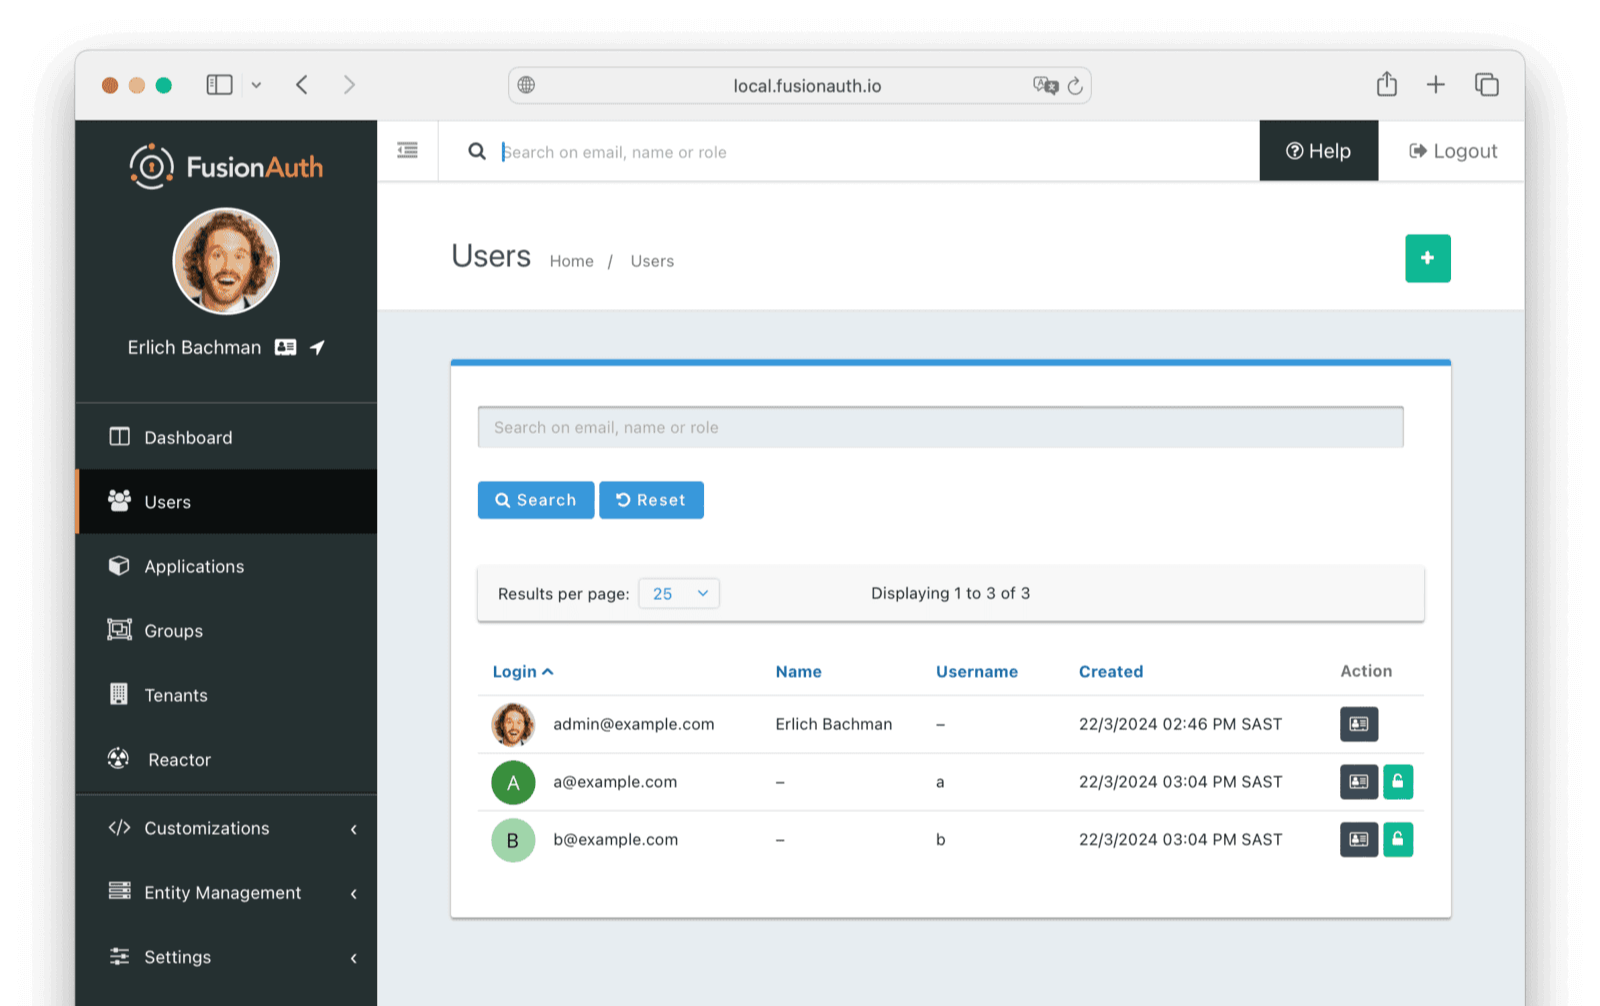 local.fusionauth.io
FusionAuth
Search on email, name or role
Help
Logout
Erlich Bachman
Dashboard
Users
Applications
Groups
Tenants
Reactor
Customizations
Entity Management
Settings
Users Home / Users
Search on email, name or role
Search Reset
Results per page: 25 Displaying 1 to 3 of 3
Login Name Username Created Action
admin@example.com Erlich Bachman – 22/3/2024 02:46 PM SAST
A a@example.com – a 22/3/2024 03:04 PM SAST
B b@example.com – b 22/3/2024 03:04 PM SAST